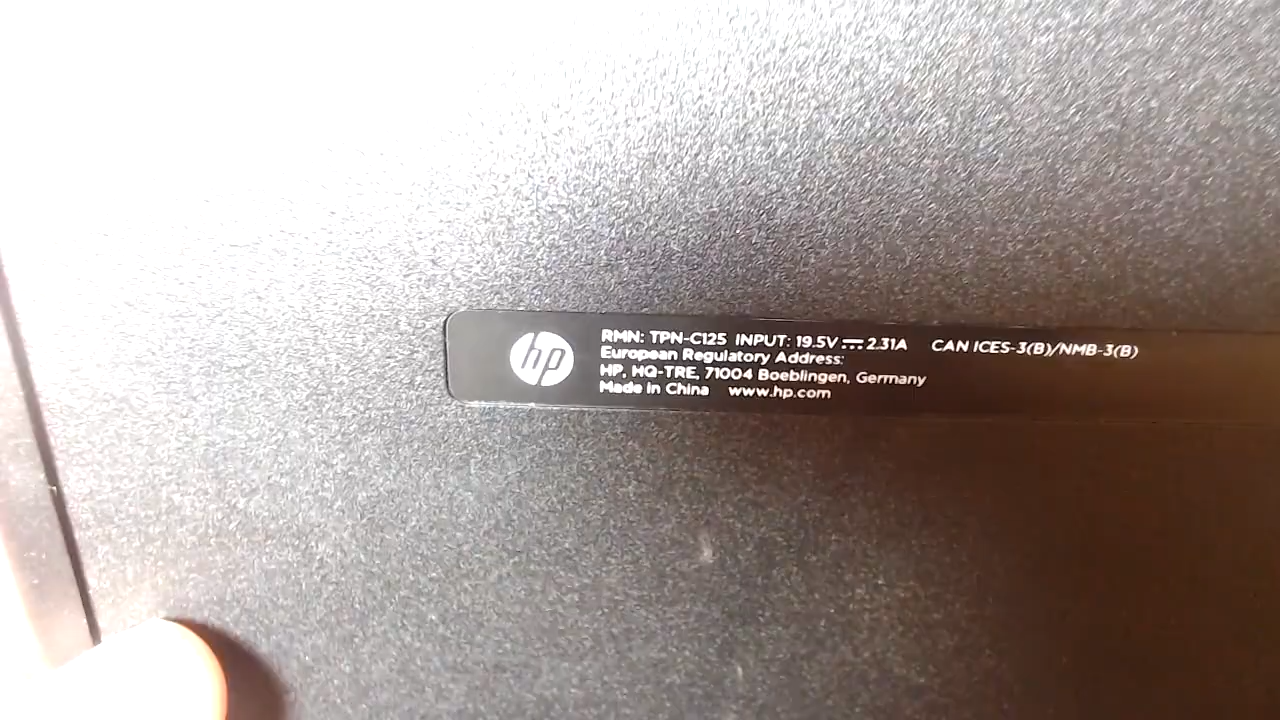 hp
RMN: TPN-C125 INPUT: 19.5V ⎓ 2.31A CAN ICES-3(B)/NMB-3(B)
European Regulatory Address:
HP, HQ-TRE, 71004 Boeblingen, Germany
Made in China www.hp.com